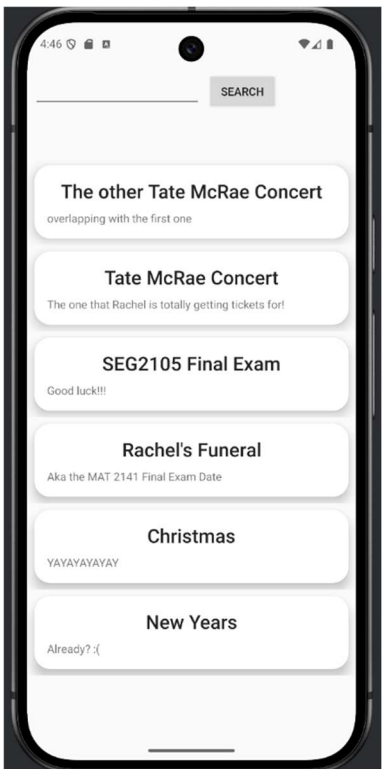 4:46
SEARCH
The other Tate McRae Concert
overlapping with the first one
Tate McRae Concert
The one that Rachel is totally getting tickets for!
SEG2105 Final Exam
Good luck!!!
Rachel's Funeral
Aka the MAT 2141 Final Exam Date
Christmas
YAYAYAYAYAY
New Years
Already? :(